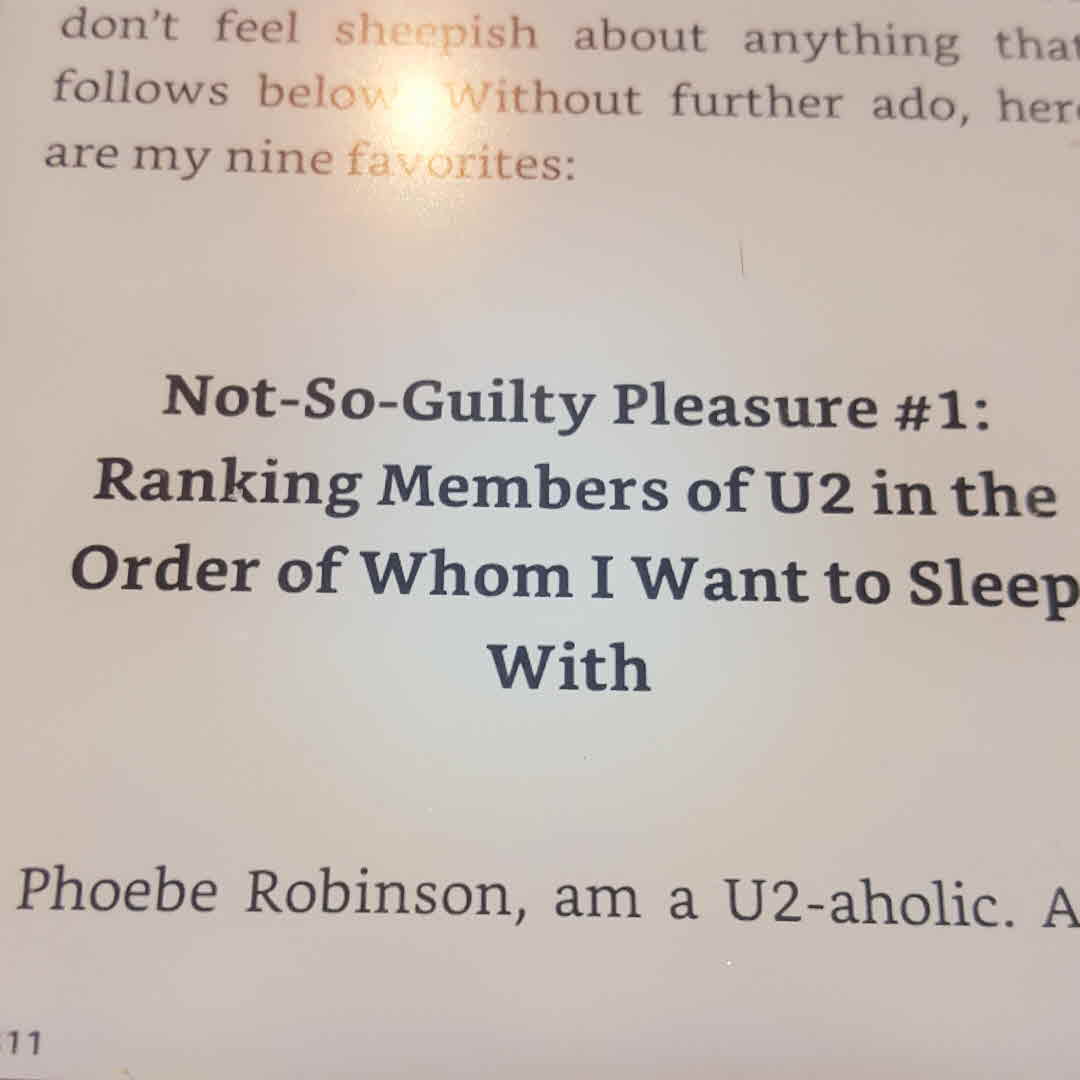 don't feel sheepish about anything that
follows below. Without further ado, here
are my nine favorites:
Not-So-Guilty Pleasure #1:
Ranking Members of U2 in the
Order of Whom I Want to Sleep
With
Phoebe Robinson, am a U2-aholic. A
11